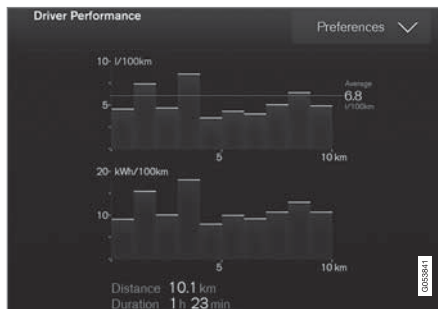 Driver Performance
Preferences
10 l/100km
Average
6.8
l/100km
5
5 10 km
20 kWh/100km
10
5 10 km
Distance 10.1 km
Duration 1 h 23 min
G053841